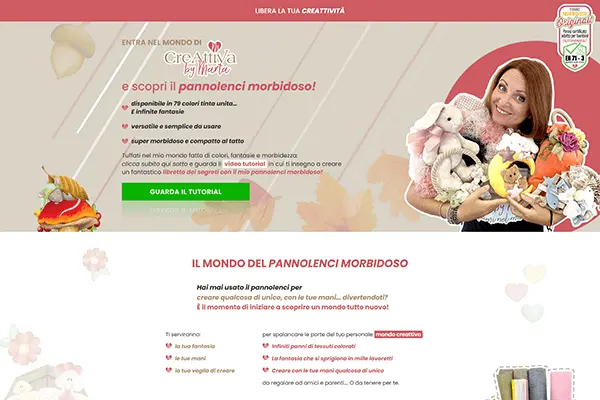 LIBERA LA TUA CREATTIVITÀ
ENTRA NEL MONDO DI
CreAttiva
by Marta
e scopri il pannolenci morbidoso!
disponibile in 79 colori tinta unita...
E infinite fantasie
versatile e semplice da usare
super morbidoso e compatto al tatto
Tuffati nel mio mondo fatto di colori, fantasie e morbidezza:
clicca subito qui sotto e guarda il video tutorial in cui ti insegno a creare
un fantastico libretto dei segreti con il mio pannolenci morbidoso!
GUARDA IL TUTORIAL
Original
EN 71 - 3
IL MONDO DEL PANNOLENCI MORBIDOSO
Hai mai usato il pannolenci per
creare qualcosa di unico, con le tue mani... divertendoti?
È il momento di iniziare a scoprire un mondo tutto nuovo!
Ti serviranno:
la tua fantasia
le tue mani
la tua voglia di creare
per spalancare le porte del tuo personale mondo creattivo
Infiniti panni di tessuti colorati
La fantasia che si sprigiona in mille lavoretti
Creare con le tue mani qualcosa di unico
da regalare ad amici e parenti... O da tenere per te.